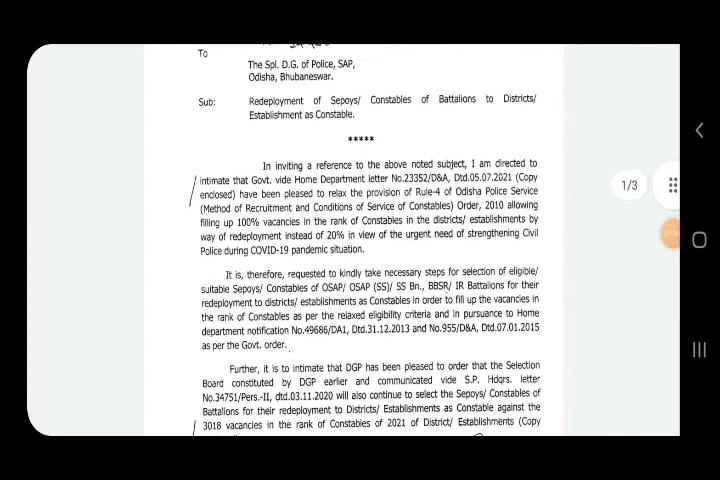 To
The Spl. D.G. of Police, SAP,
Odisha, Bhubaneswar.
Sub: Redeployment of Sepoys/ Constables of Battalions to Districts/
Establishment as Constable.
*****
In inviting a reference to the above noted subject, I am directed to
intimate that Govt. vide Home Department letter No.23352/D&A, Dtd.05.07.2021 (Copy
enclosed) have been pleased to relax the provision of Rule-4 of Odisha Police Service
(Method of Recruitment and Conditions of Service of Constables) Order, 2010 allowing
filling up 100% vacancies in the rank of Constables in the districts/ establishments by
way of redeployment instead of 20% in view of the urgent need of strengthening Civil
Police during COVID-19 pandemic situation.
It is, therefore, requested to kindly take necessary steps for selection of eligible/
suitable Sepoys/ Constables of OSAP/ OSAP (SS)/ SS Bn., BBSR/ IR Battalions for their
redeployment to districts/ establishments as Constables in order to fill up the vacancies
in the rank of Constables as per the relaxed eligibility criteria and in pursuance to Home
department notification No.49686/DA1, Dtd.31.12.2013 and No.955/D&A, Dtd.07.01.2015
as per the Govt. order.
Further, it is to intimate that DGP has been pleased to order that the Selection
Board constituted by DGP earlier and communicated vide S.P. Hdqrs. letter
No.34751/Pers.-II, dtd.03.11.2020 will also continue to select the Sepoys/ Constables of
Battalions for their redeployment to Districts/ Establishments as Constable against the
3018 vacancies in the rank of Constables of 2021 of District/ Establishments (Copy
1/3